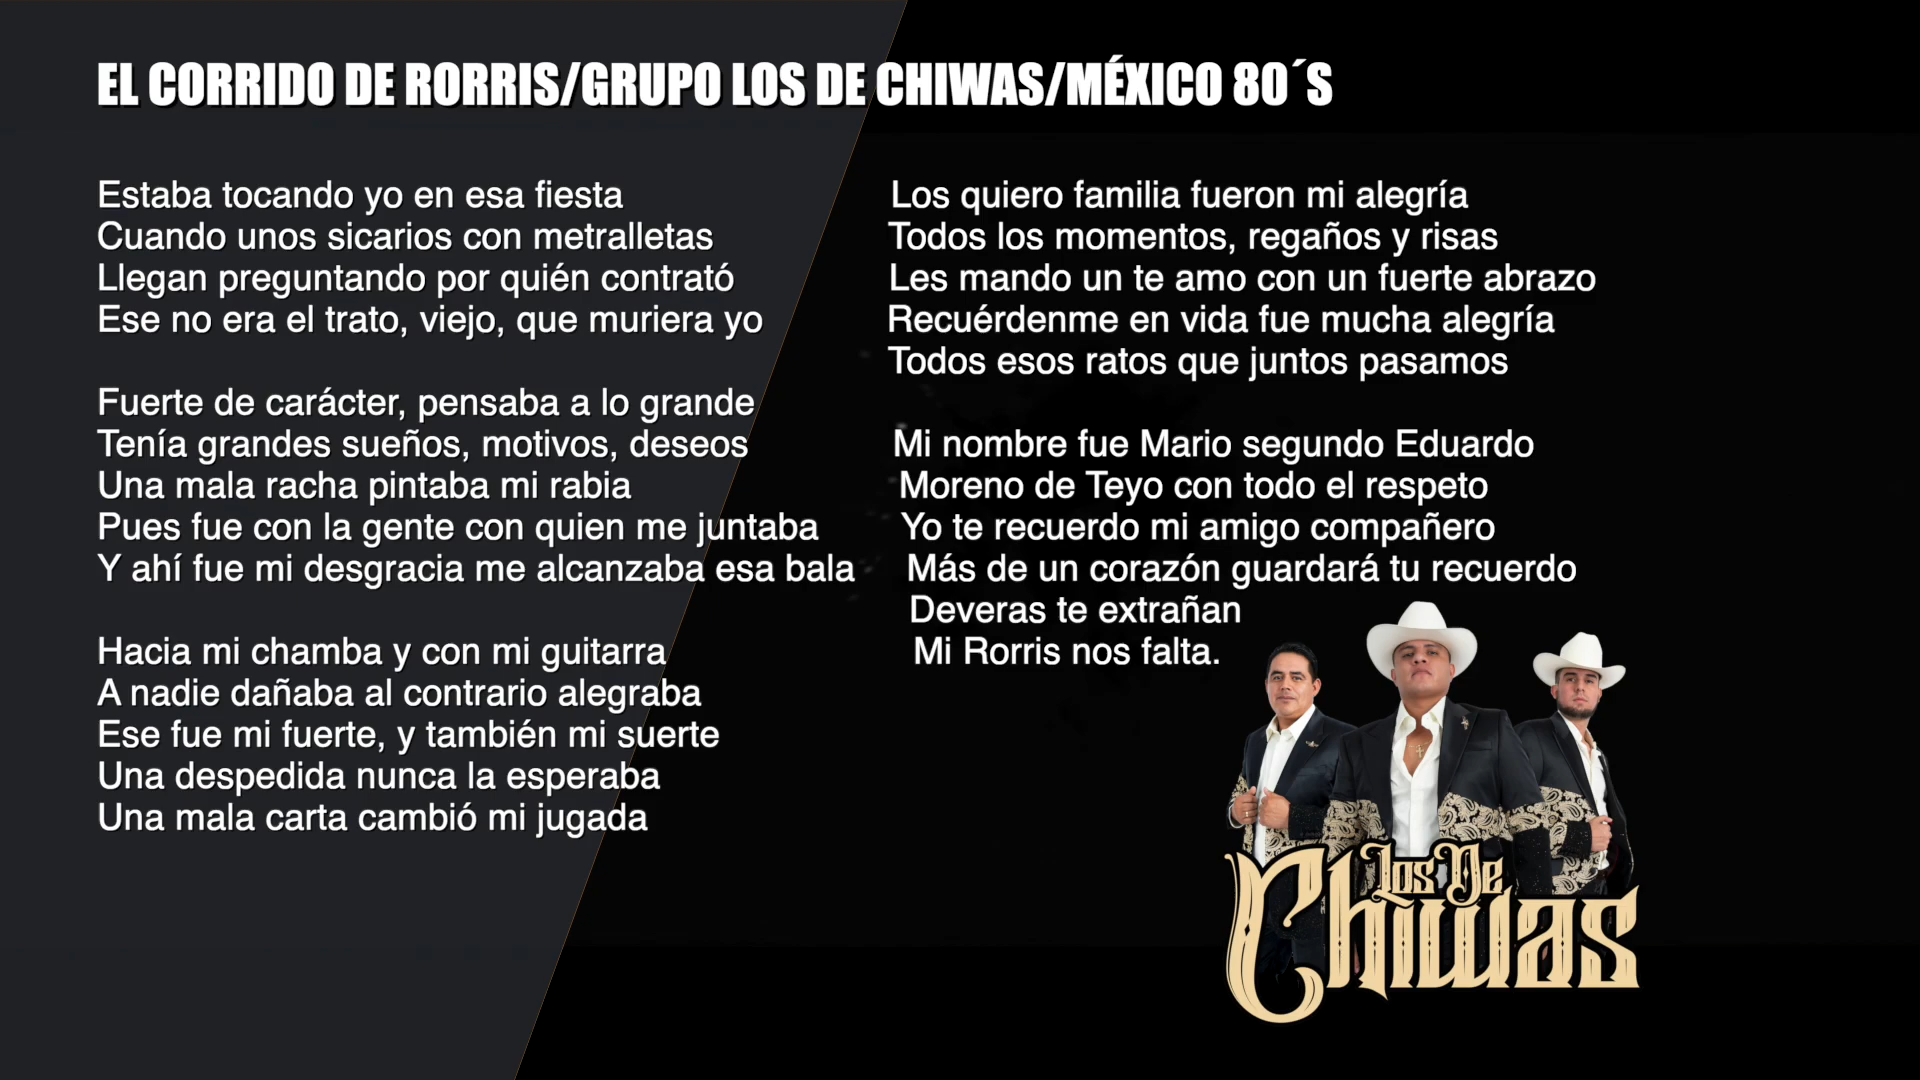 EL CORRIDO DE RORRIS/GRUPO LOS DE CHIWAS/MÉXICO 80´S
Estaba tocando yo en esa fiesta
Cuando unos sicarios con metralletas
Llegan preguntando por quién contrató
Ese no era el trato, viejo, que muriera yo
Fuerte de carácter, pensaba a lo grande
Tenía grandes sueños, motivos, deseos
Una mala racha pintaba mi rabia
Pues fue con la gente con quien me juntaba
Y ahí fue mi desgracia me alcanzaba esa bala
Hacia mi chamba y con mi guitarra
A nadie dañaba al contrario alegraba
Ese fue mi fuerte, y también mi suerte
Una despedida nunca la esperaba
Una mala carta cambió mi jugada
Los quiero familia fueron mi alegría
Todos los momentos, regaños y risas
Les mando un te amo con un fuerte abrazo
Recuérdenme en vida fue mucha alegría
Todos esos ratos que juntos pasamos
Mi nombre fue Mario segundo Eduardo
Moreno de Teyo con todo el respeto
Yo te recuerdo mi amigo compañero
Más de un corazón guardará tu recuerdo
Deveras te extrañan
Mi Rorris nos falta.
Los De
Chiwas